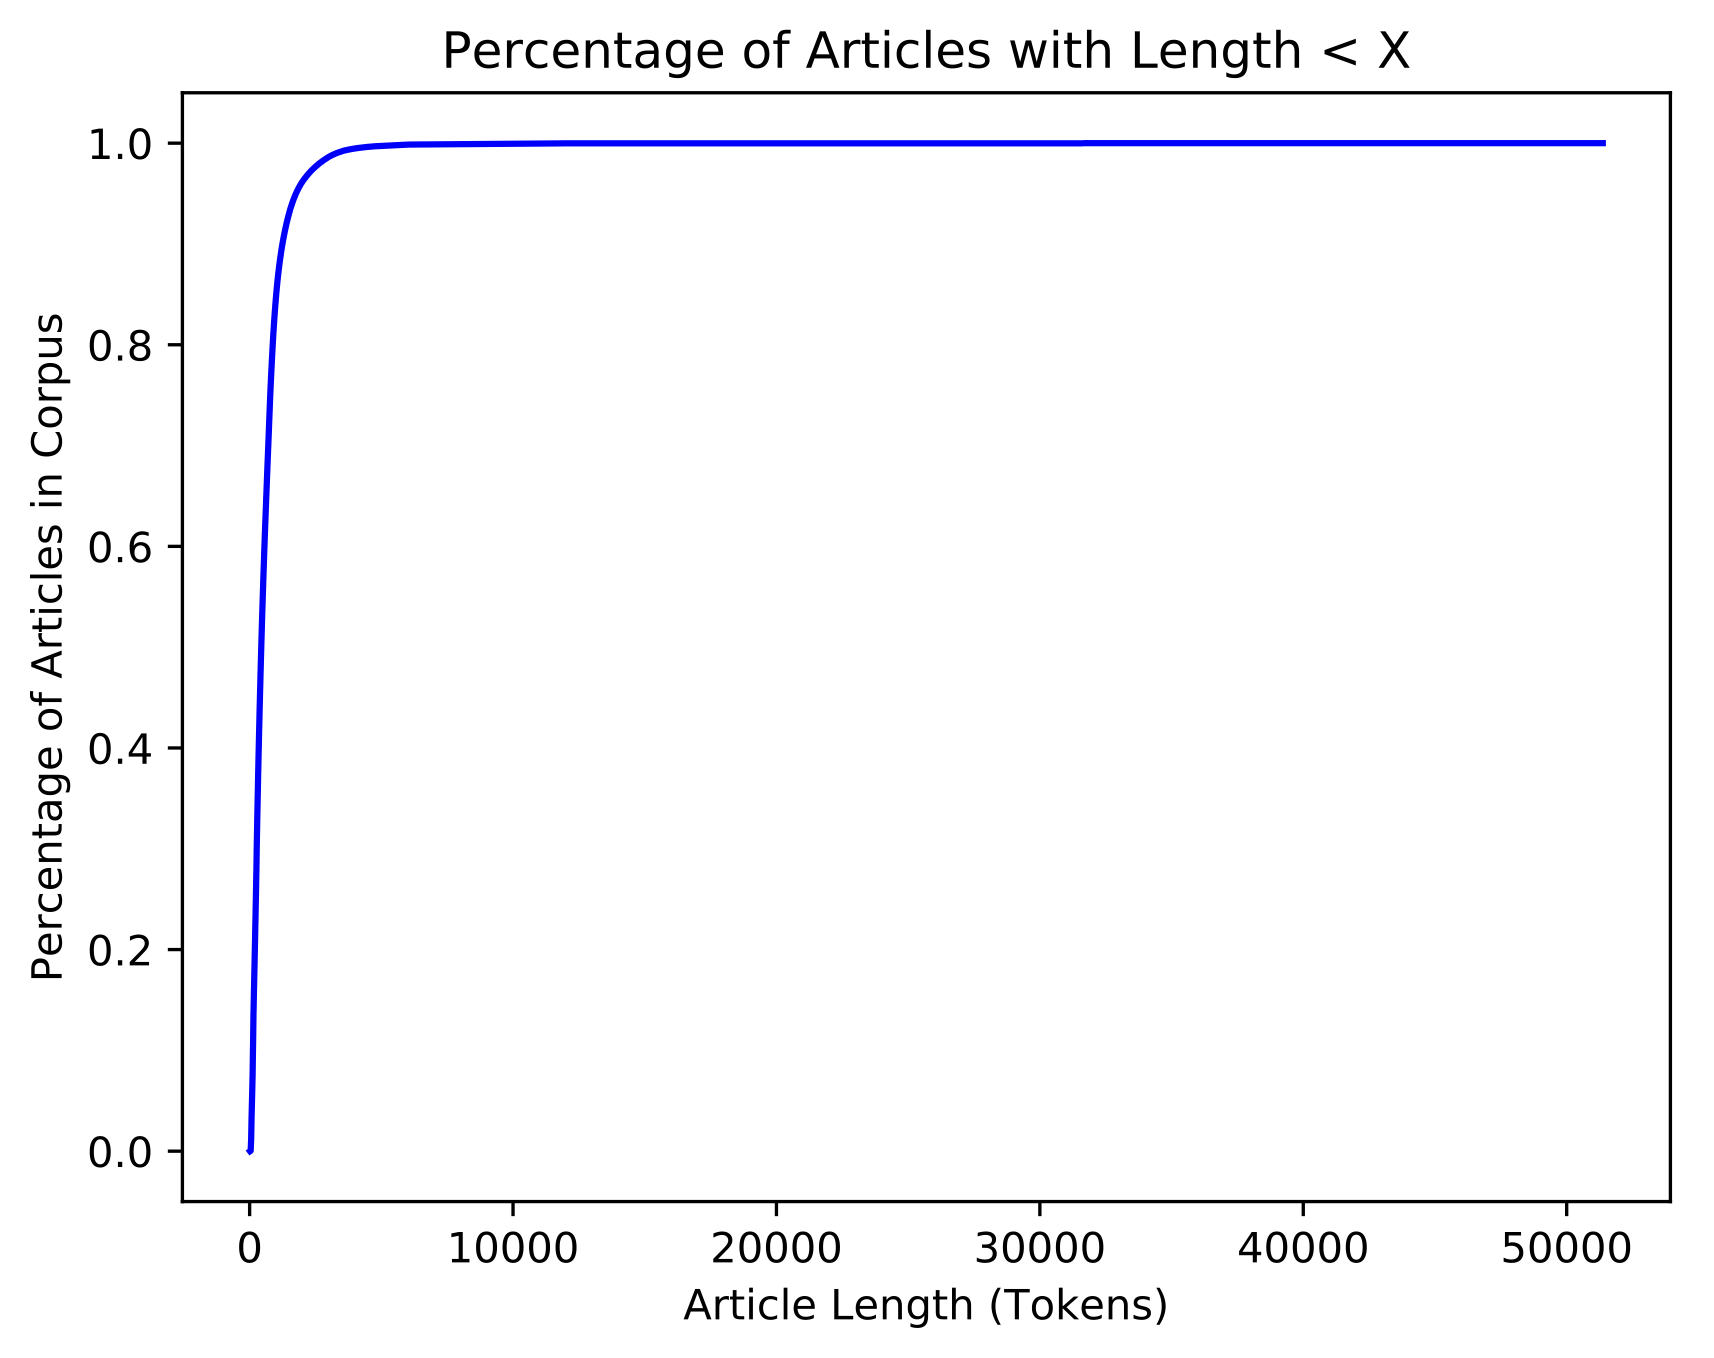 Percentage of Articles with Length < X
Percentage of Articles in Corpus
1.0
0.8
0.6
0.4
0.2
0.0
0 10000 20000 30000 40000 50000
Article Length (Tokens)